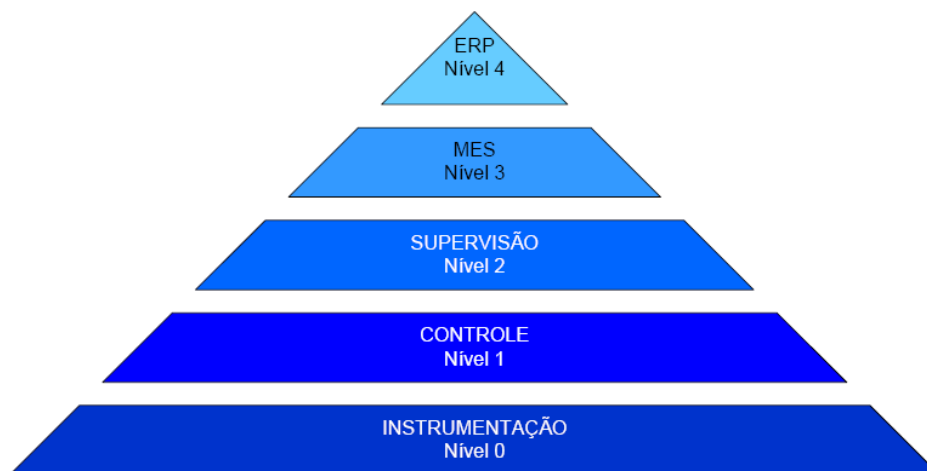 ERP
Nível 4
MES
Nível 3
SUPERVISÃO
Nível 2
CONTROLE
Nível 1
INSTRUMENTAÇÃO
Nível 0